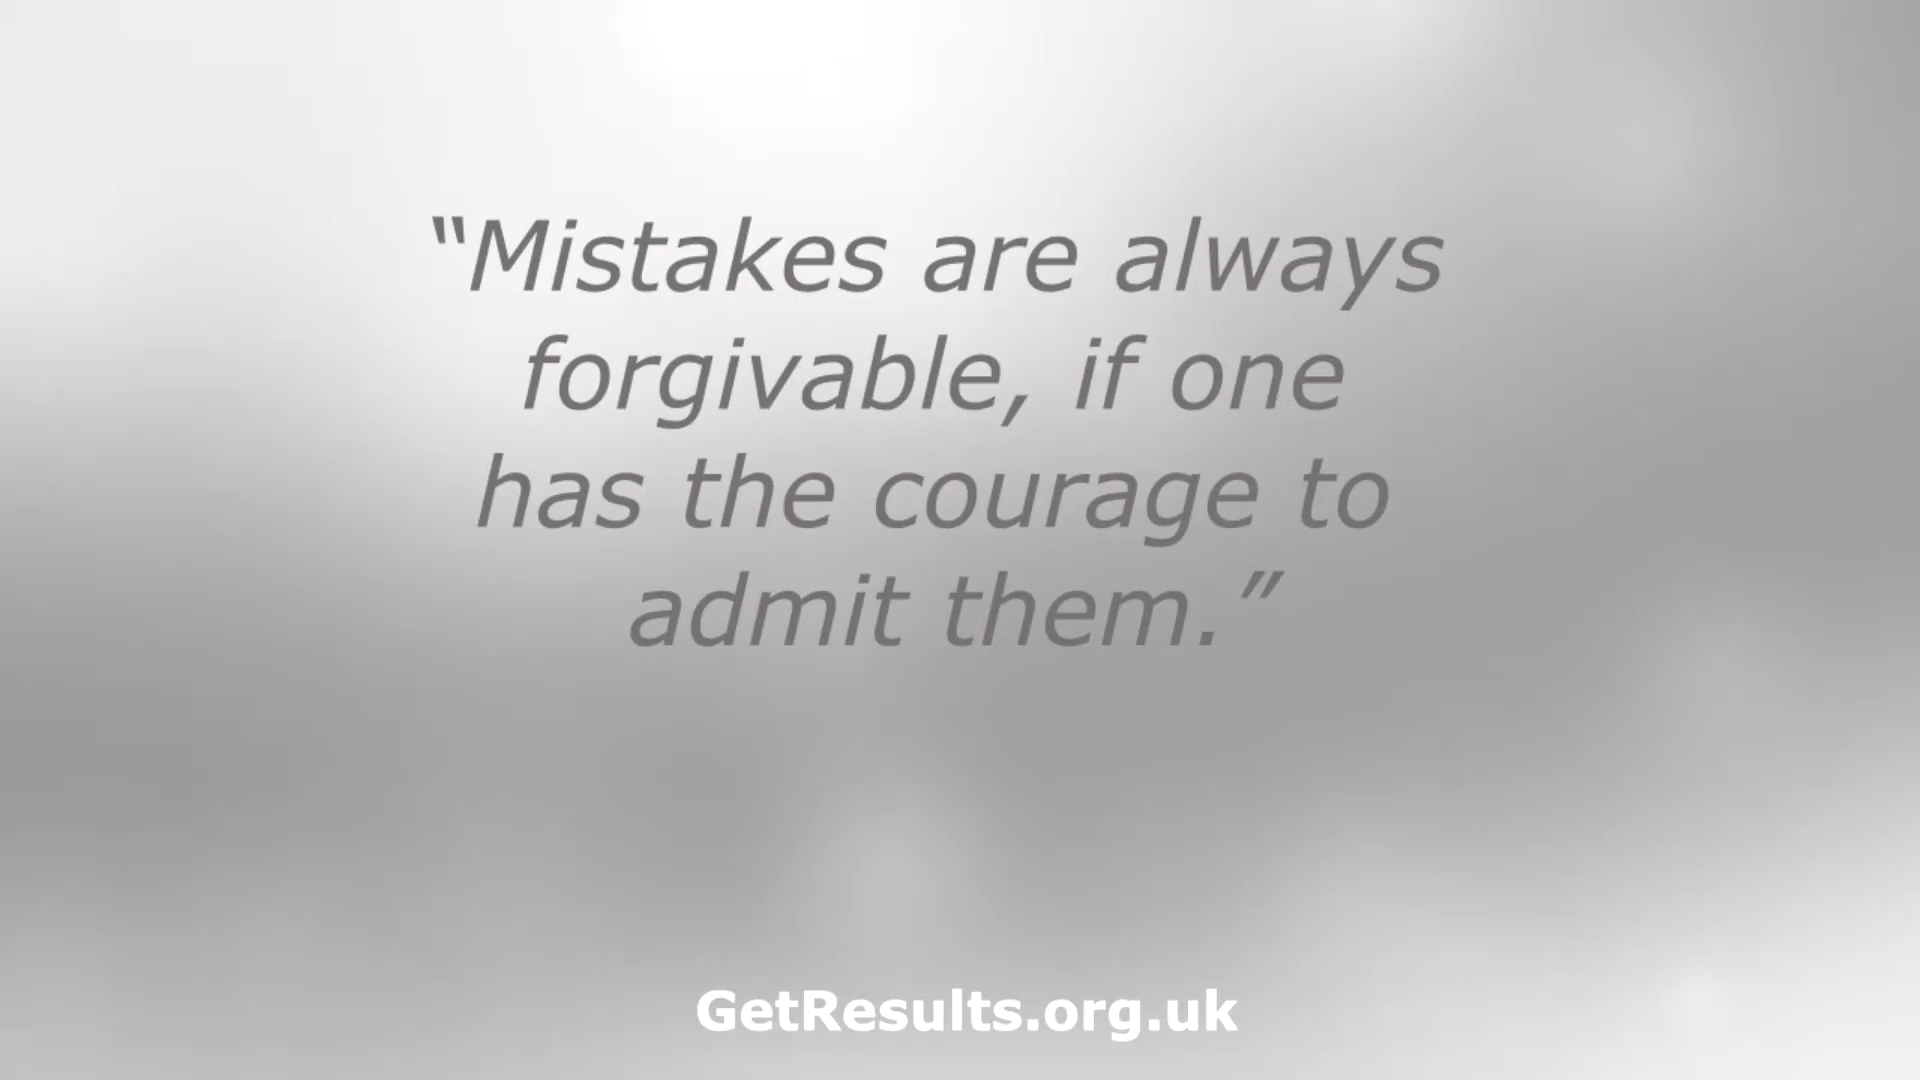 “Mistakes are always
forgivable, if one
has the courage to
admit them.”
GetResults.org.uk